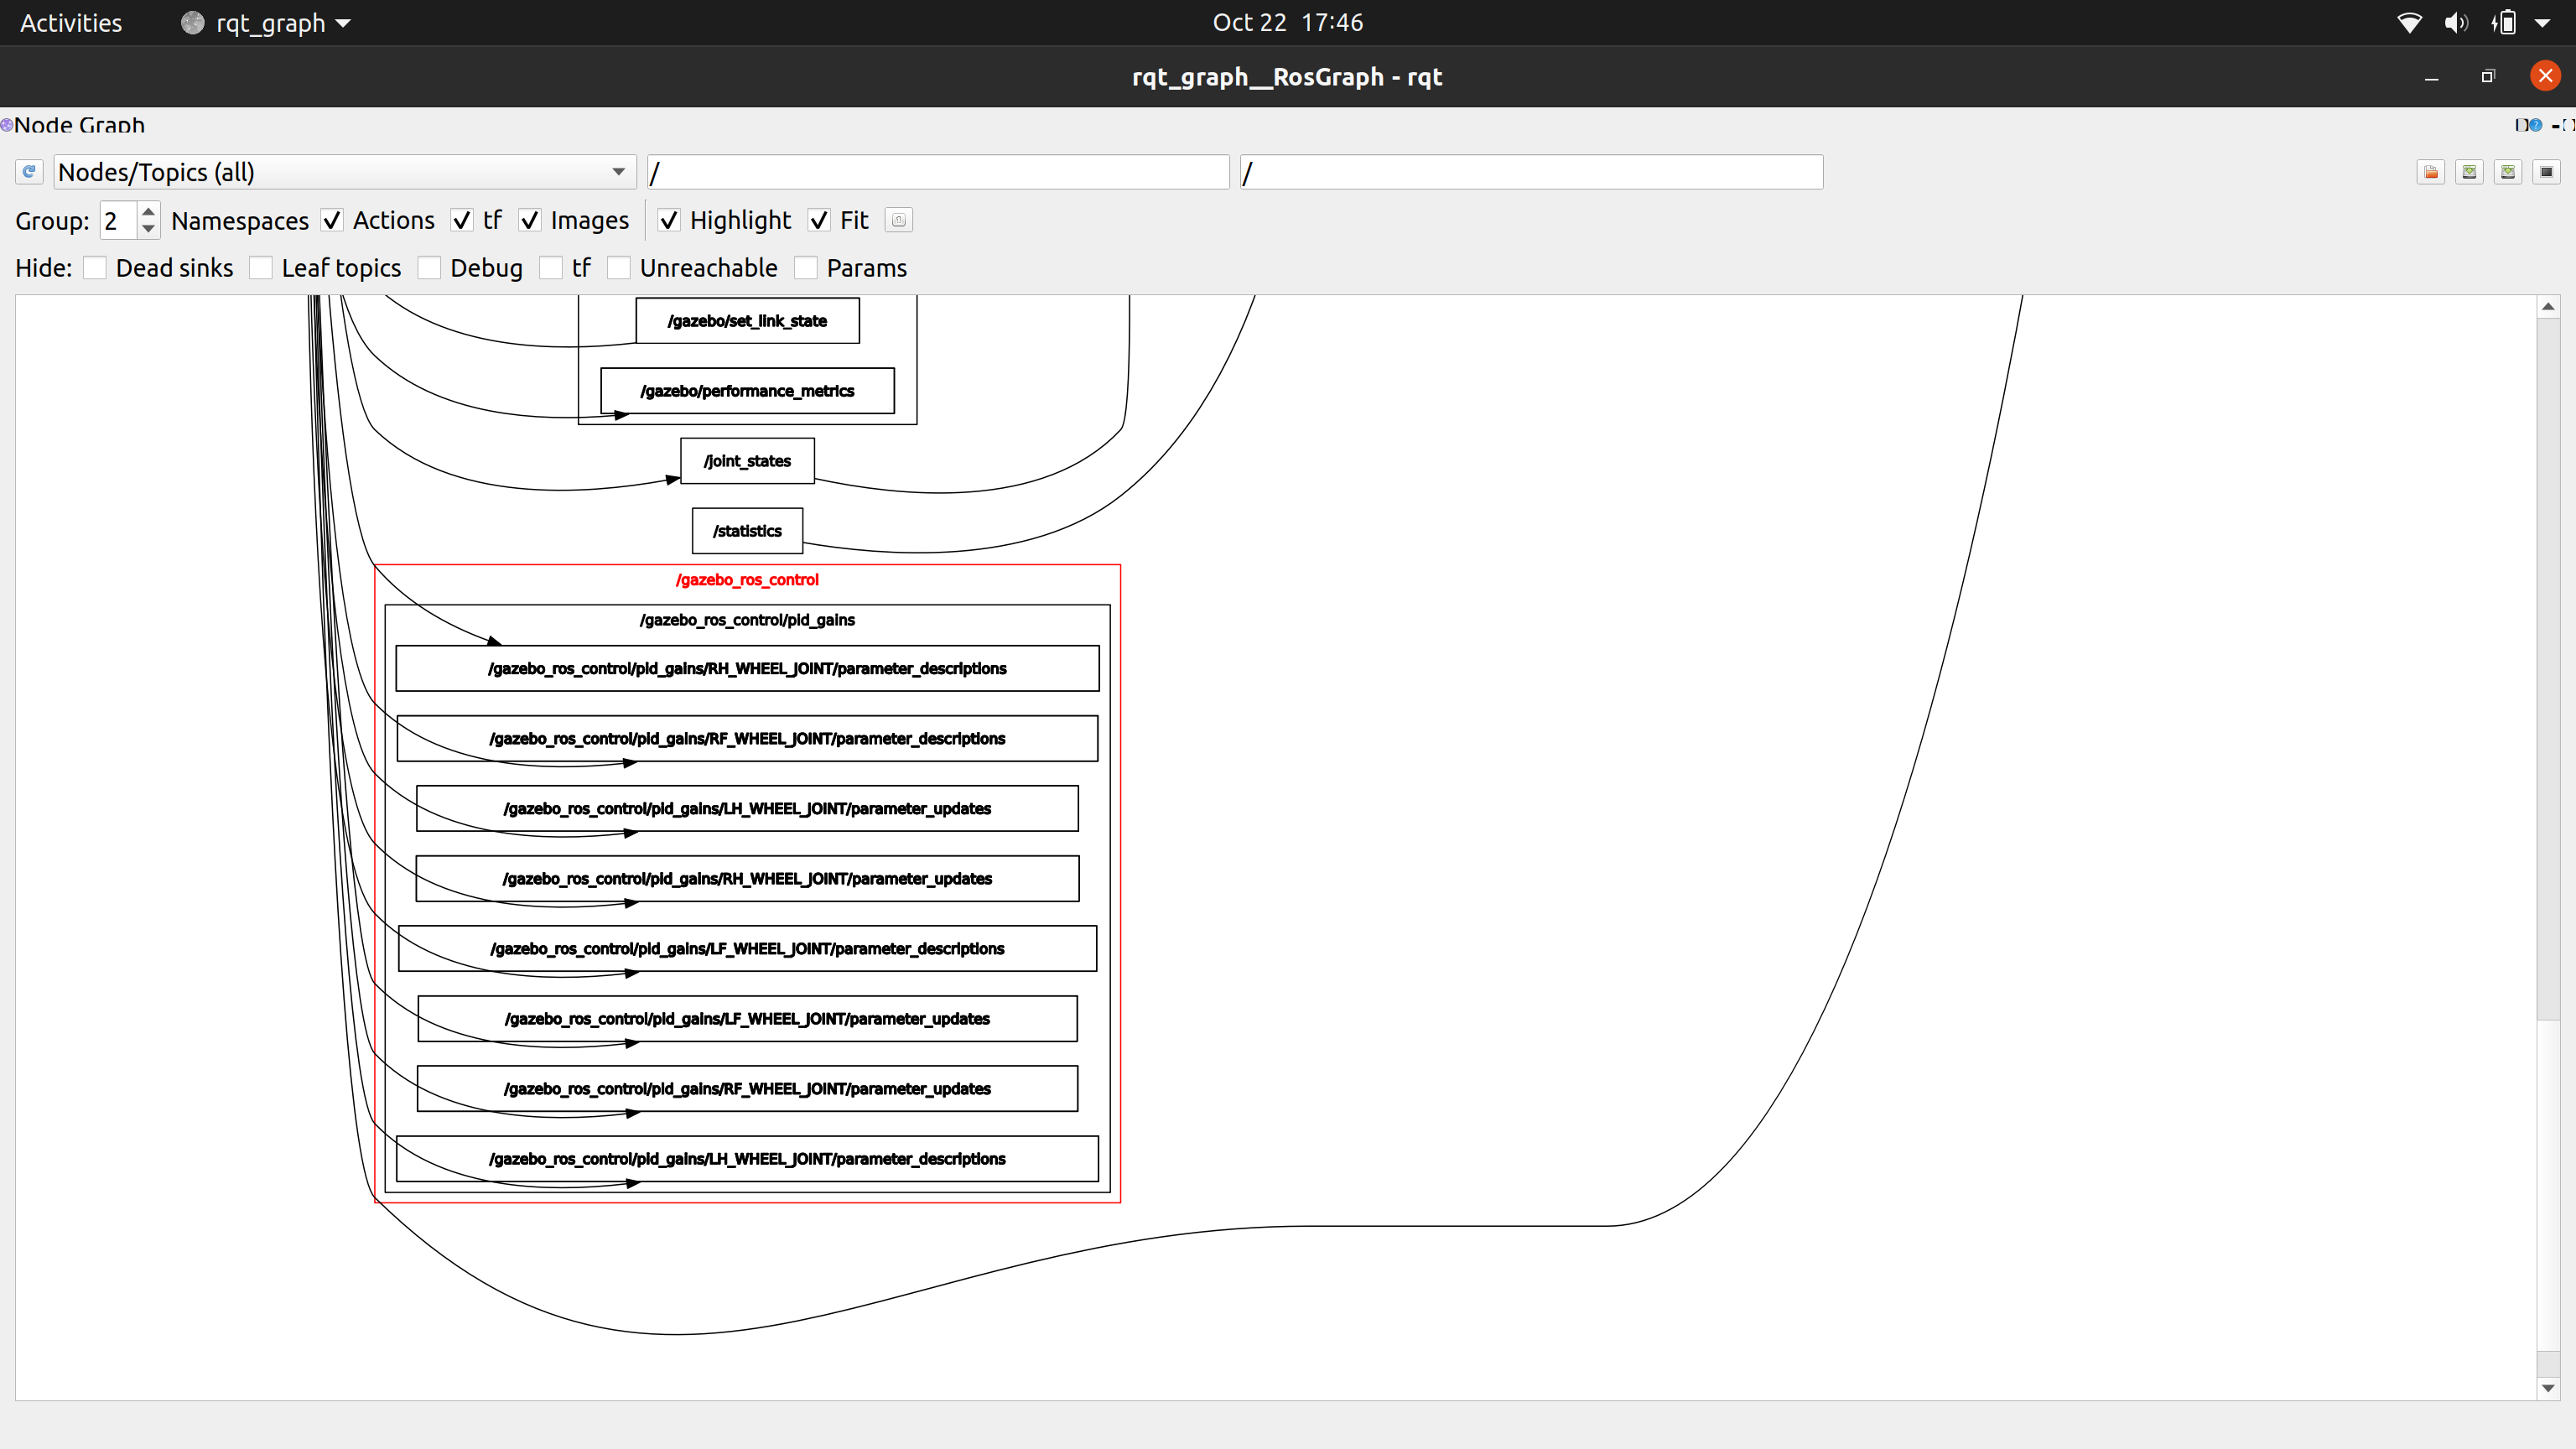 Activities rqt_graph Oct 22 17:46
rqt_graph__RosGraph - rqt
Node Graph
Nodes/Topics (all) / /
Group: 2 Namespaces Actions tf Images Highlight Fit
Hide: Dead sinks Leaf topics Debug tf Unreachable Params
/gazebo/set_link_state
/gazebo/performance_metrics
/joint_states
/statistics
/gazebo_ros_control
/gazebo_ros_control/pid_gains
/gazebo_ros_control/pid_gains/RH_WHEEL_JOINT/parameter_descriptions
/gazebo_ros_control/pid_gains/RF_WHEEL_JOINT/parameter_descriptions
/gazebo_ros_control/pid_gains/LH_WHEEL_JOINT/parameter_updates
/gazebo_ros_control/pid_gains/RH_WHEEL_JOINT/parameter_updates
/gazebo_ros_control/pid_gains/LF_WHEEL_JOINT/parameter_descriptions
/gazebo_ros_control/pid_gains/LF_WHEEL_JOINT/parameter_updates
/gazebo_ros_control/pid_gains/RF_WHEEL_JOINT/parameter_updates
/gazebo_ros_control/pid_gains/LH_WHEEL_JOINT/parameter_descriptions